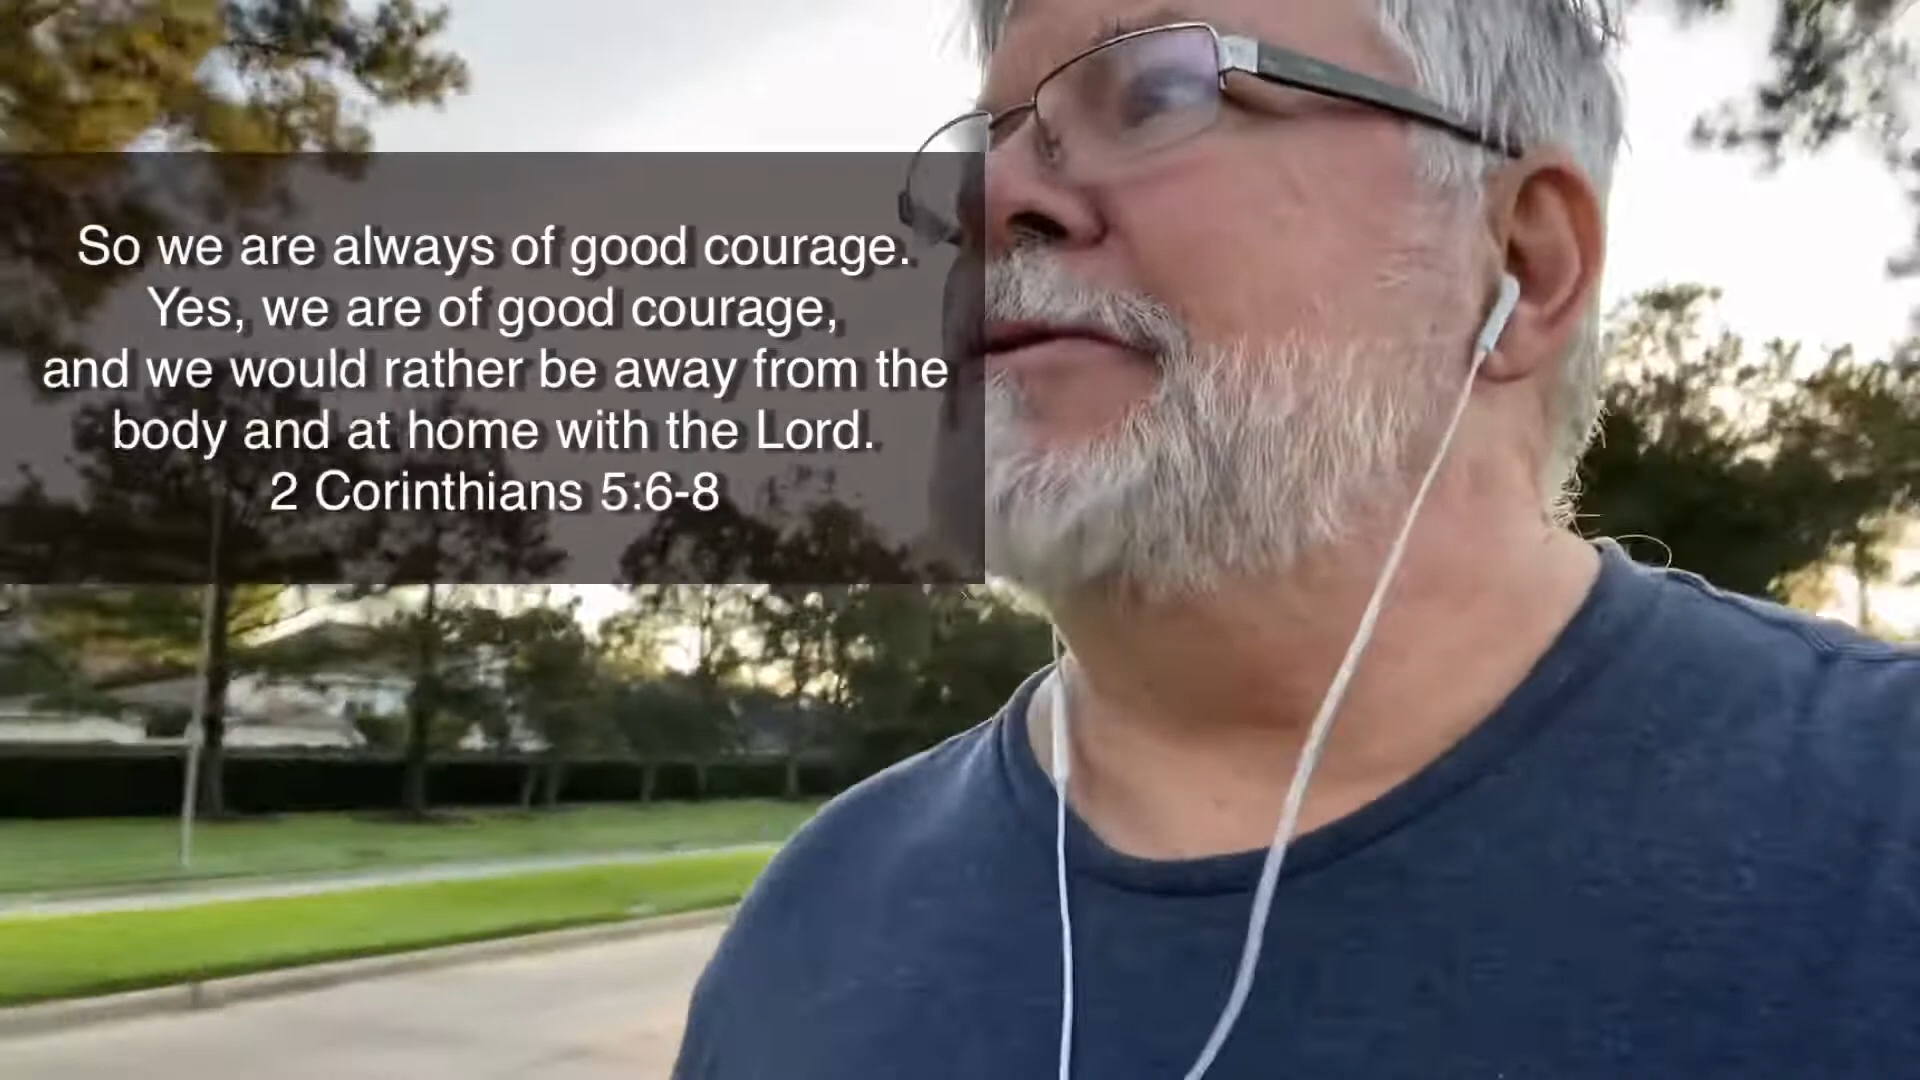 So we are always of good courage.
Yes, we are of good courage,
and we would rather be away from the
body and at home with the Lord.
2 Corinthians 5:6-8